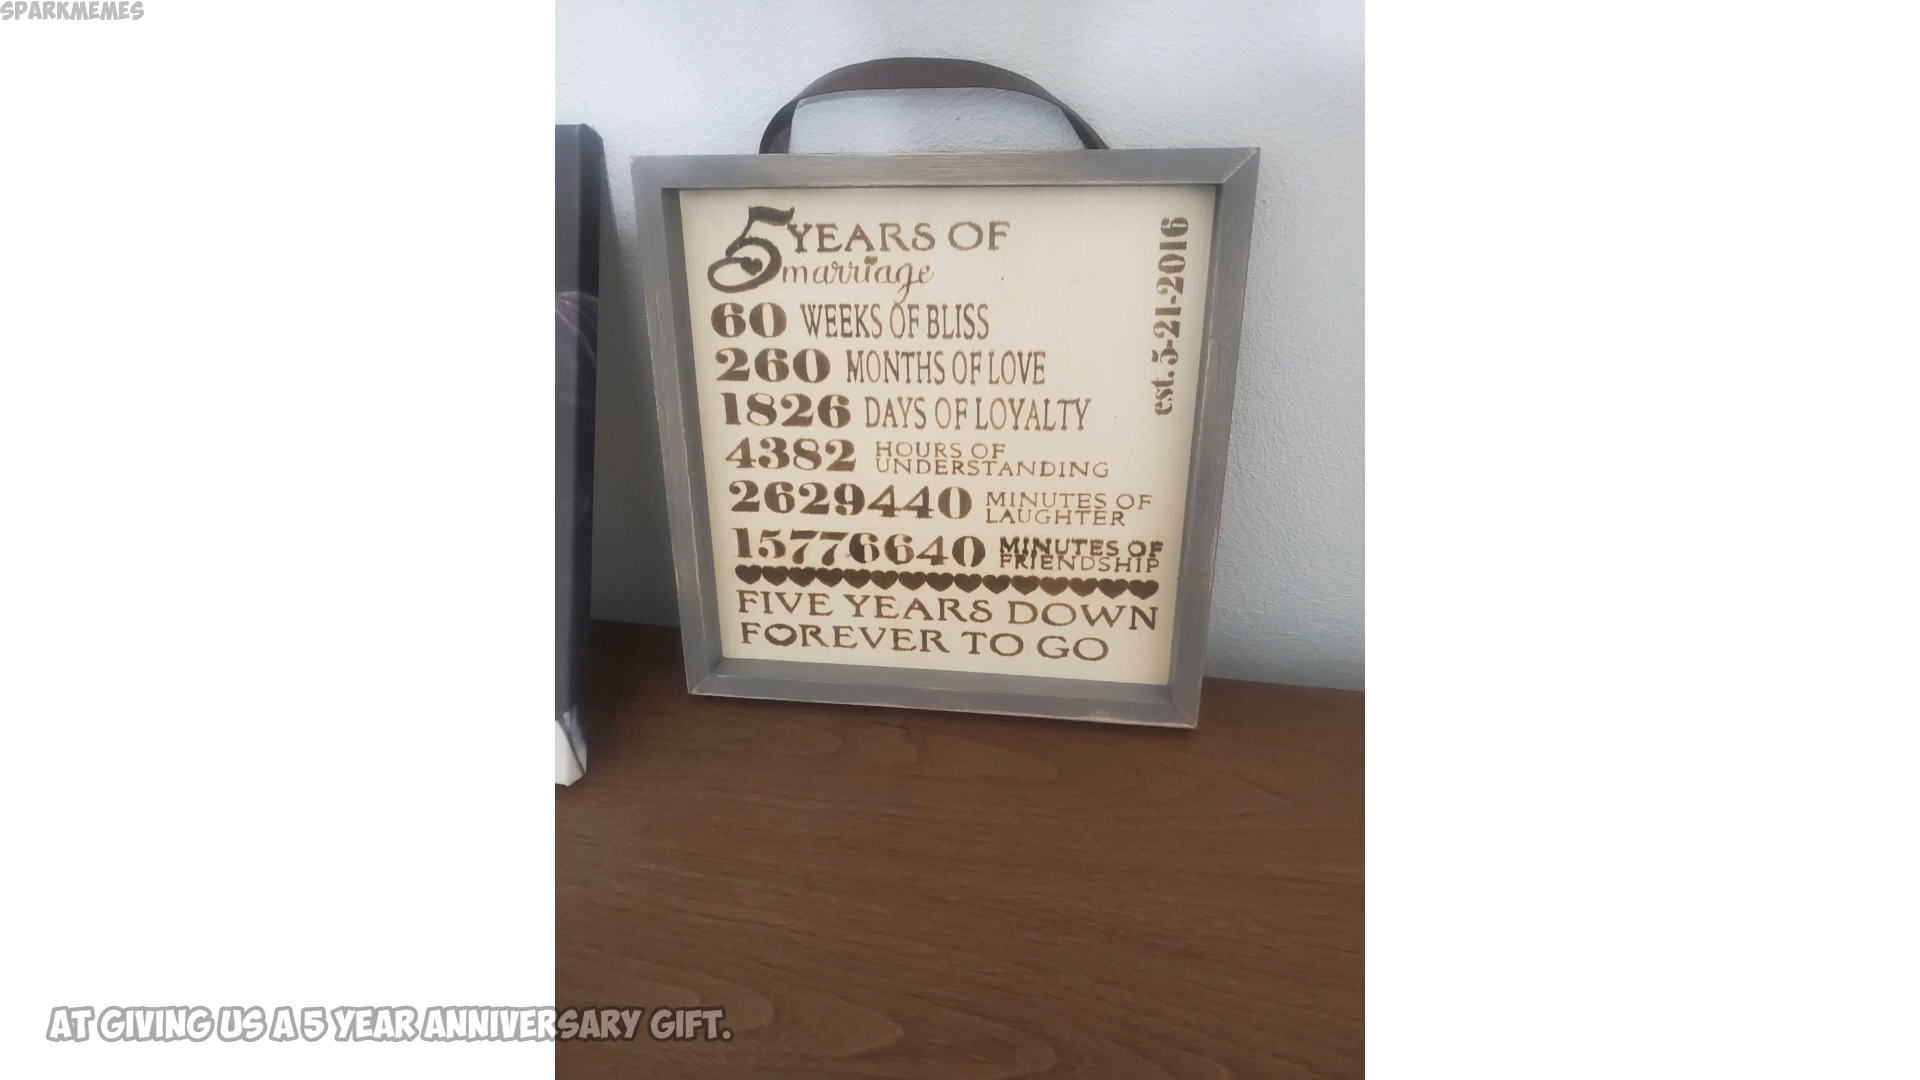 SPARKMEMES
5 YEARS OF
marriage
60 WEEKS OF BLISS
260 MONTHS OF LOVE
1826 DAYS OF LOYALTY
4382 HOURS OF
UNDERSTANDING
2629440 MINUTES OF
LAUGHTER
15776640 MINUTES OF
FRIENDSHIP
FIVE YEARS DOWN
FOREVER TO GO
est. 5-21-2016
AT GIVING US A 5 YEAR ANNIVERSARY GIFT.